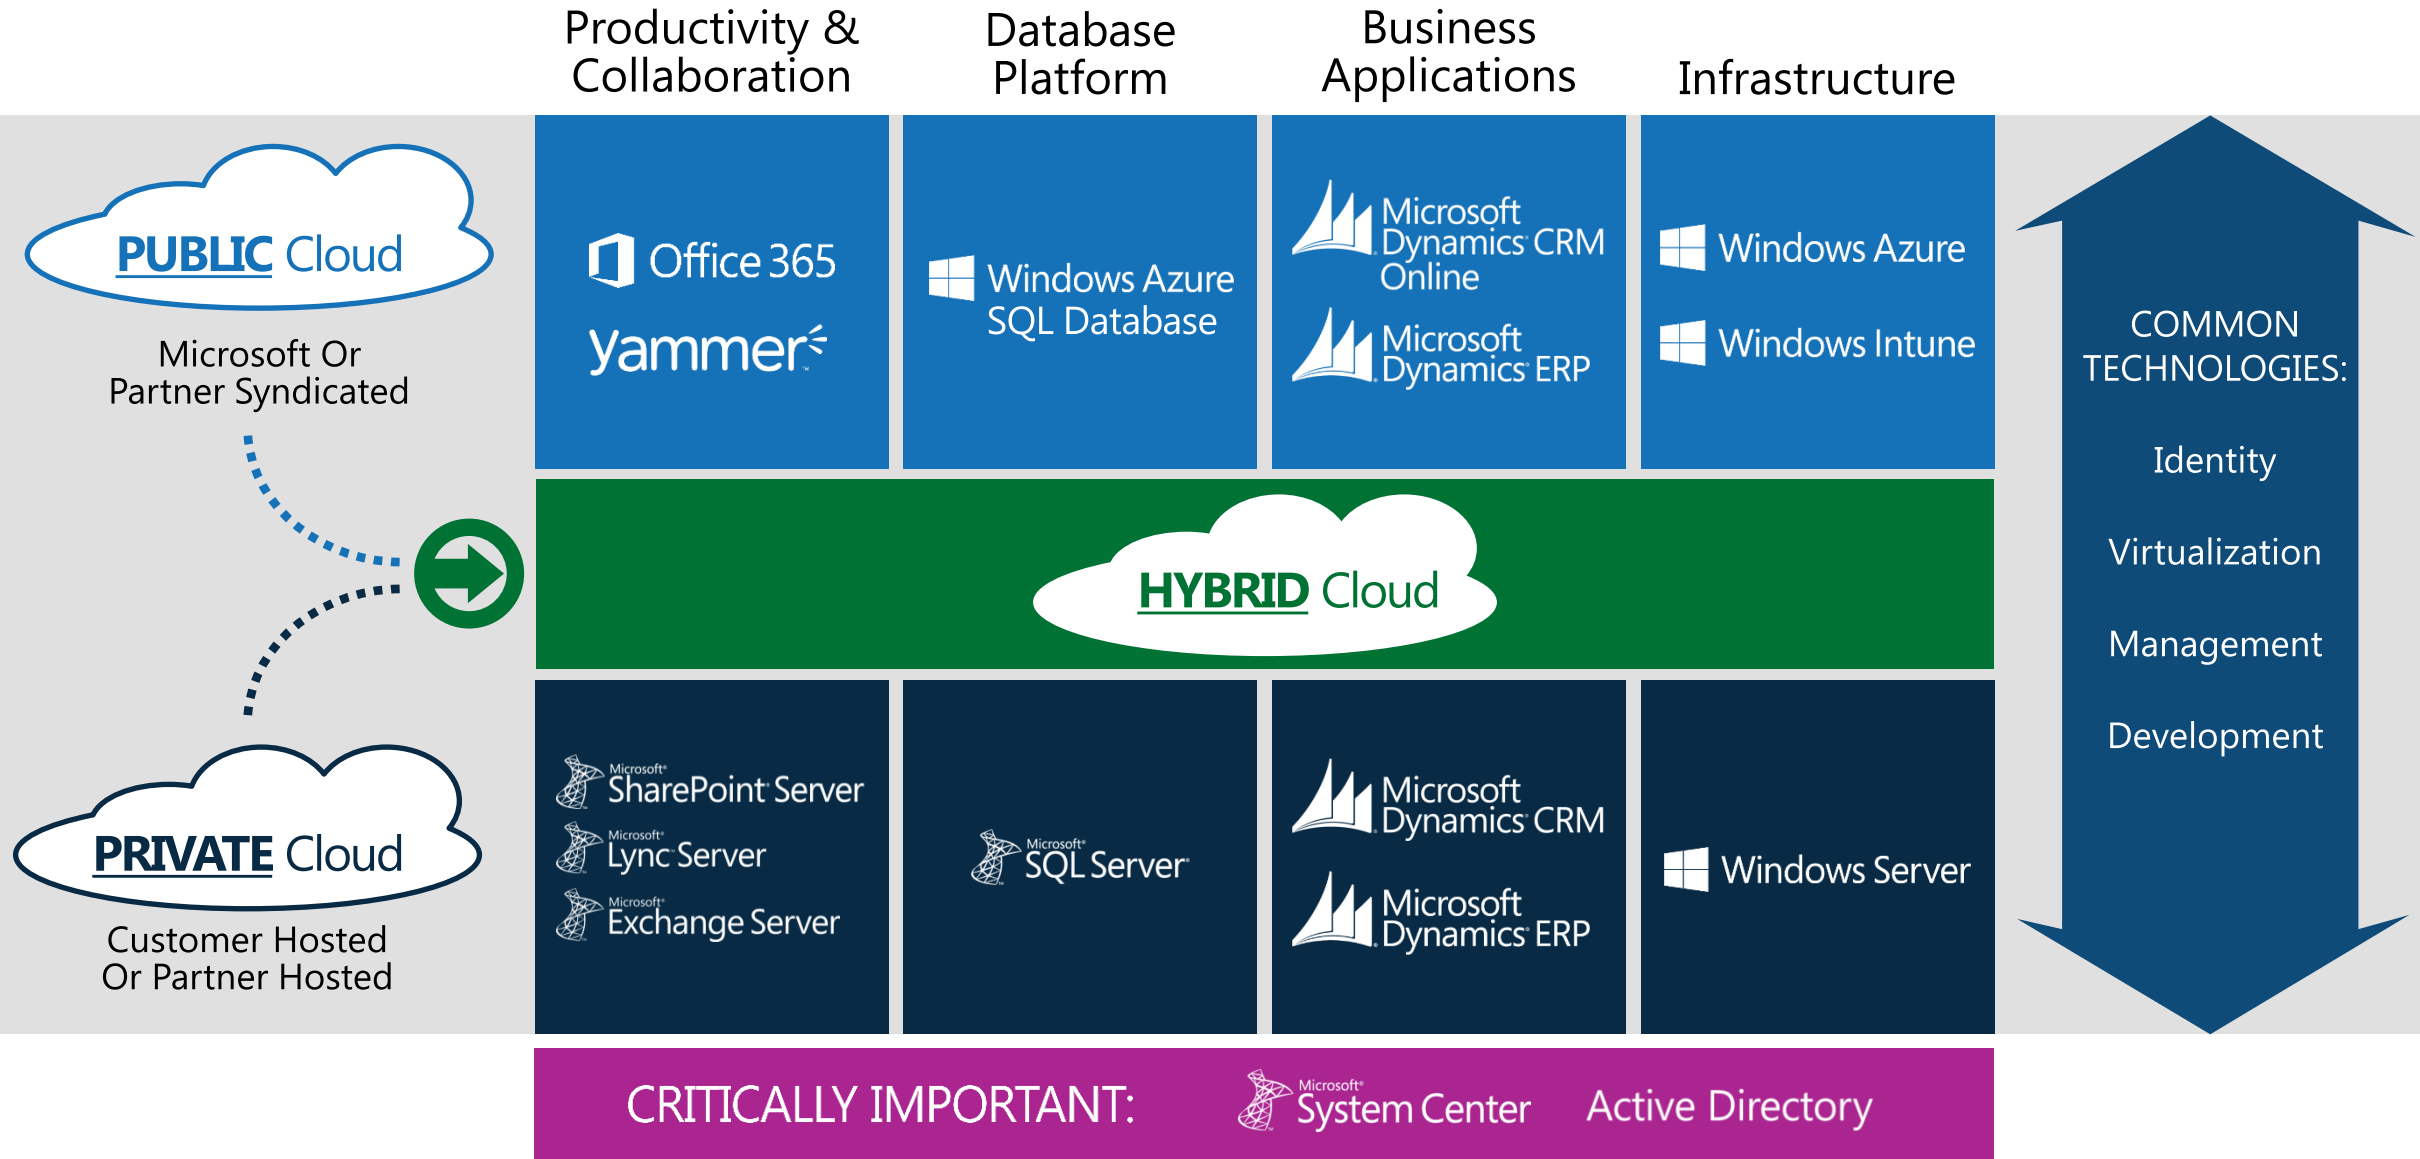 Productivity &
Collaboration
Database
Platform
Business
Applications
Infrastructure
PUBLIC Cloud
Microsoft Or
Partner Syndicated
Office 365
yammer™
Windows Azure
SQL Database
Microsoft
Dynamics CRM
Online
Microsoft
Dynamics ERP
Windows Azure
Windows Intune
HYBRID Cloud
PRIVATE Cloud
Customer Hosted
Or Partner Hosted
Microsoft®
SharePoint® Server
Microsoft®
Lync™ Server
Microsoft®
Exchange Server
Microsoft®
SQL Server®
Microsoft
Dynamics CRM
Microsoft
Dynamics ERP
Windows Server
COMMON
TECHNOLOGIES:
Identity
Virtualization
Management
Development
CRITICALLY IMPORTANT:
Microsoft®
System Center
Active Directory